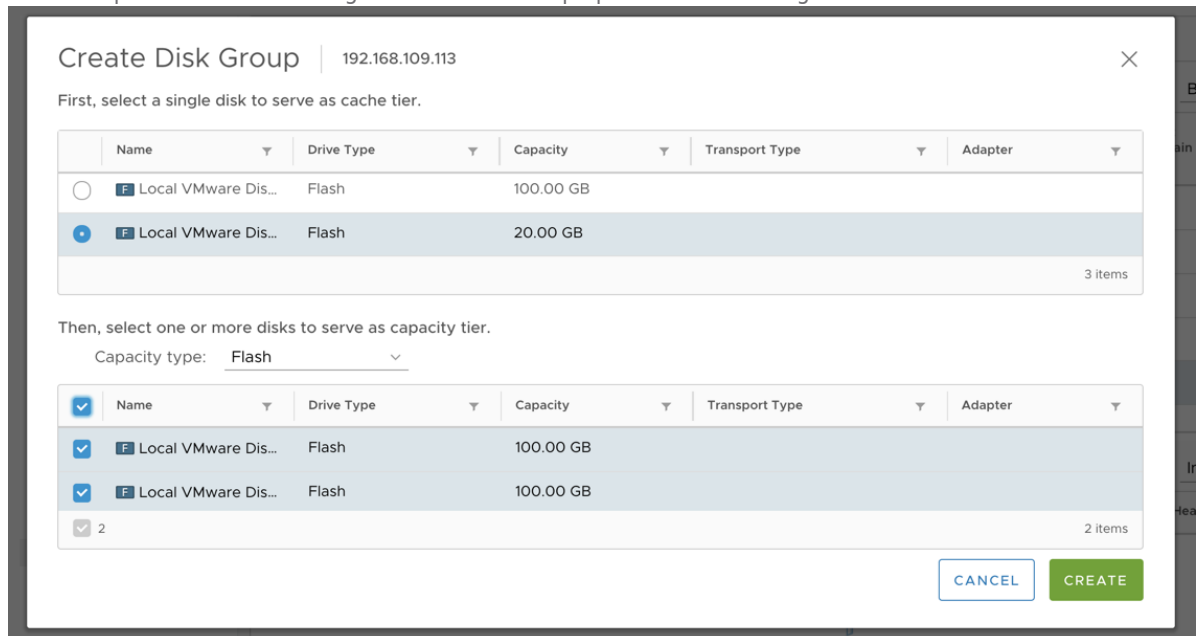 Create Disk Group 192.168.109.113
First, select a single disk to serve as cache tier.
Name Drive Type Capacity Transport Type Adapter
F Local VMware Dis... Flash 100.00 GB
F Local VMware Dis... Flash 20.00 GB
3 items
Then, select one or more disks to serve as capacity tier.
Capacity type: Flash
Name Drive Type Capacity Transport Type Adapter
F Local VMware Dis... Flash 100.00 GB
F Local VMware Dis... Flash 100.00 GB
2 2 items
CANCEL CREATE